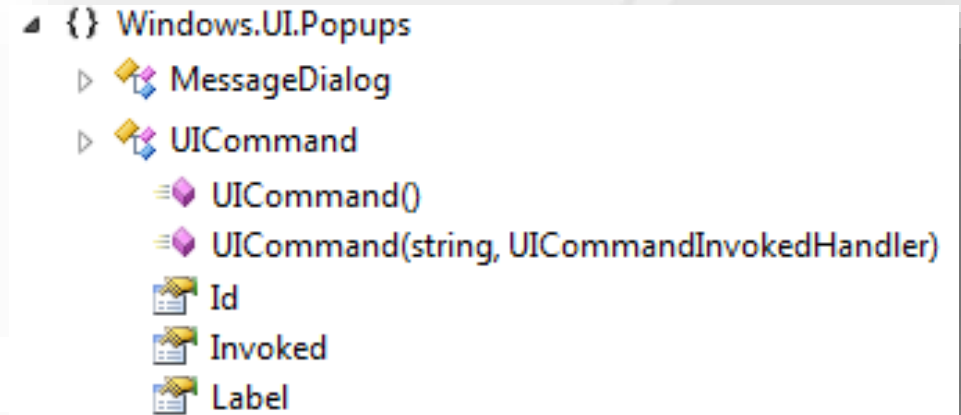 {} Windows.UI.Popups
MessageDialog
UICommand
UICommand()
UICommand(string, UICommandInvokedHandler)
Id
Invoked
Label